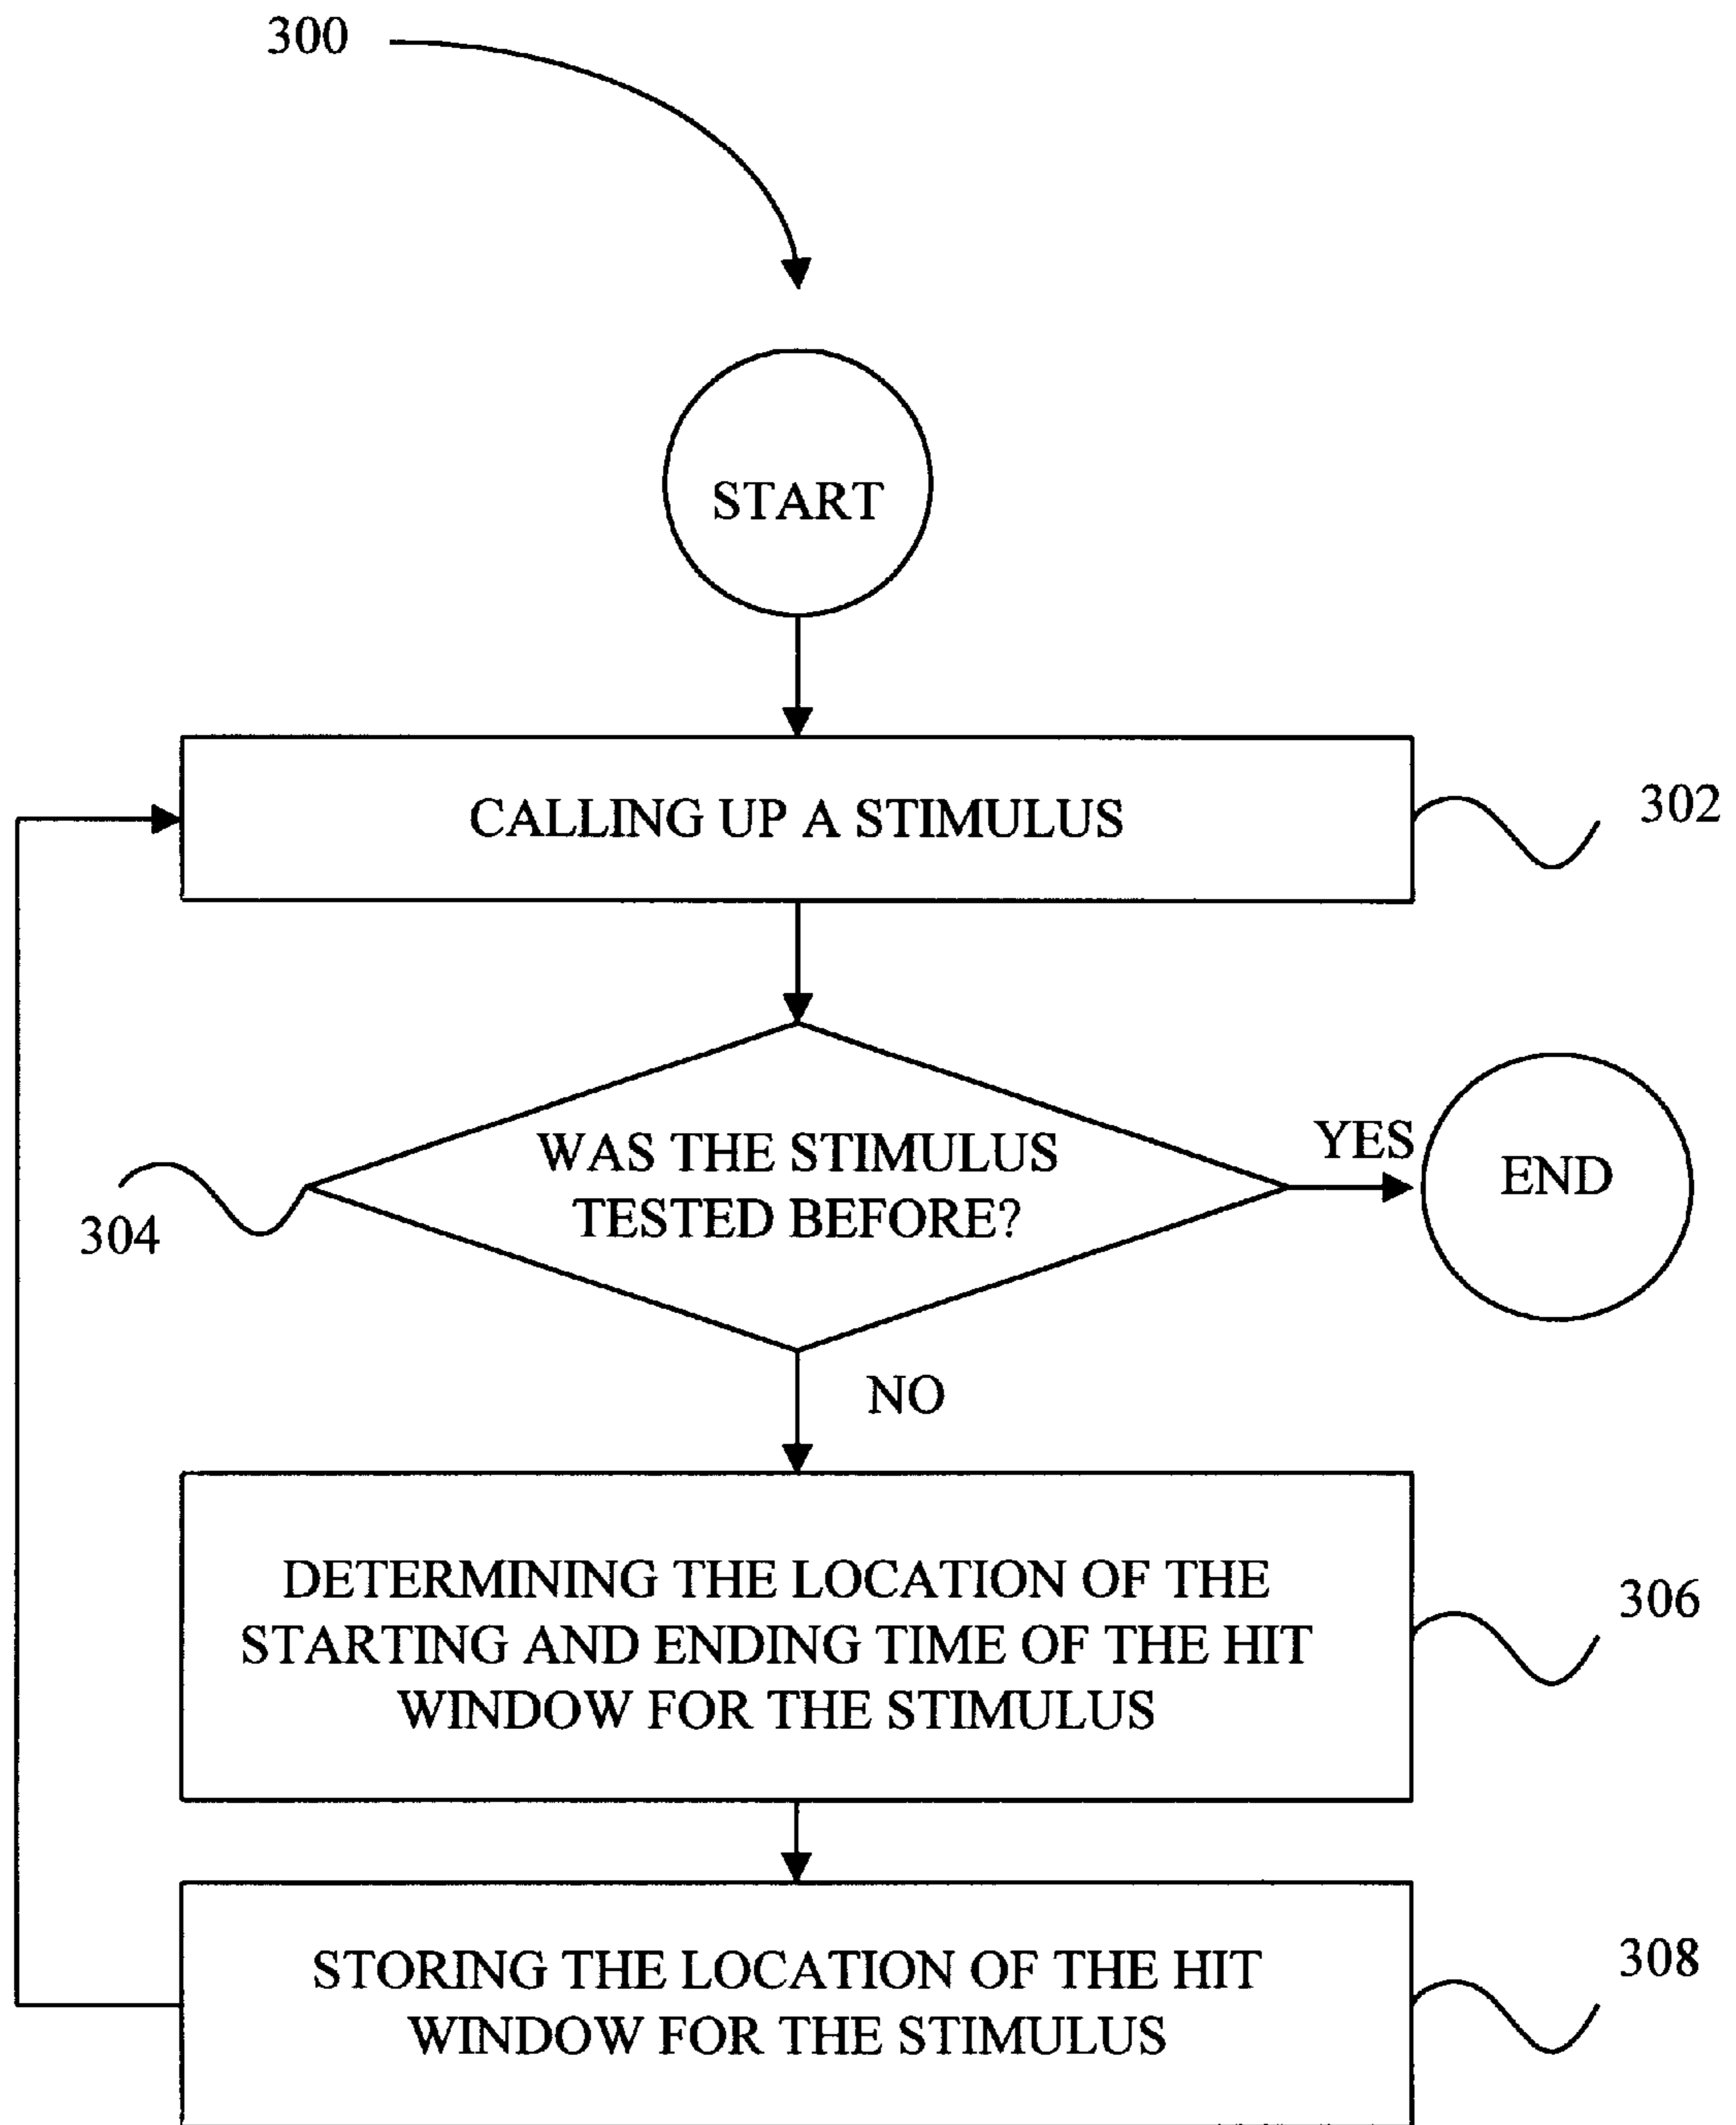 300
START
CALLING UP A STIMULUS
302
WAS THE STIMULUS
TESTED BEFORE?
YES
END
304
NO
DETERMINING THE LOCATION OF THE
STARTING AND ENDING TIME OF THE HIT
WINDOW FOR THE STIMULUS
306
STORING THE LOCATION OF THE HIT
WINDOW FOR THE STIMULUS
308